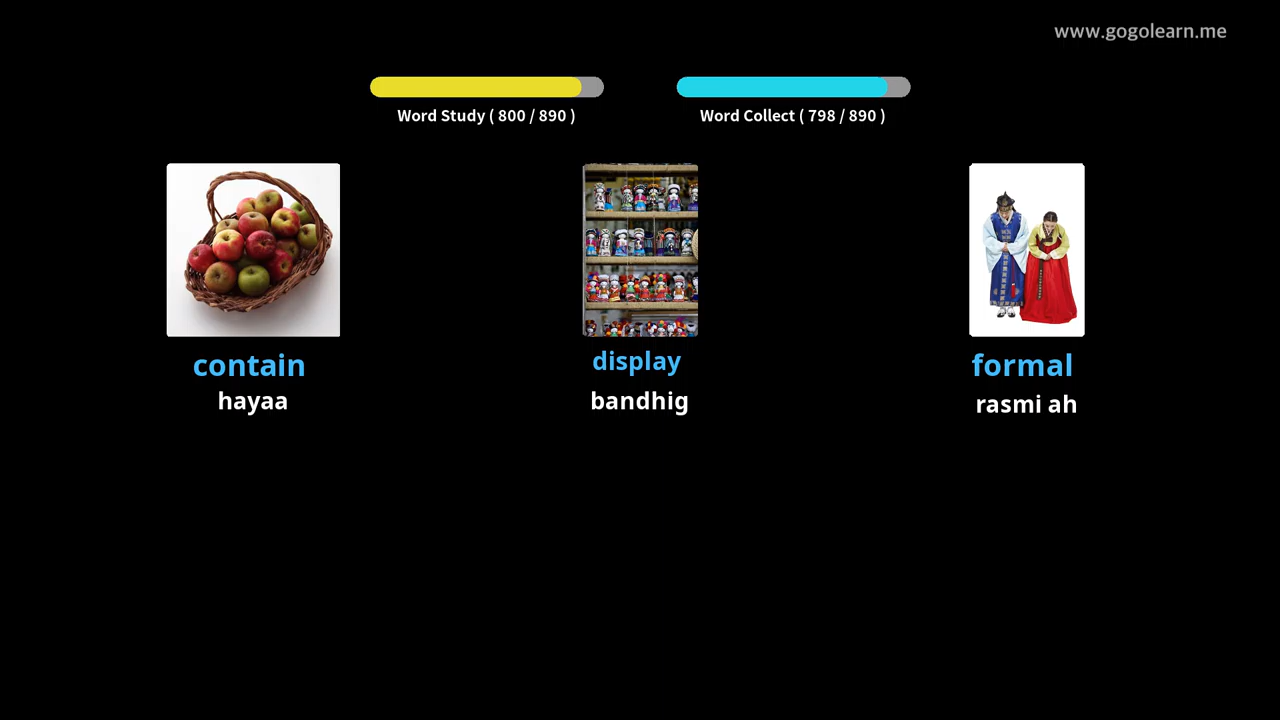 www.gogolearn.me
Word Study ( 800 / 890 )
Word Collect ( 798 / 890 )
contain
hayaa
display
bandhig
formal
rasmi ah